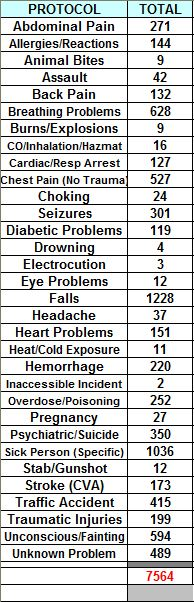 PROTOCOL TOTAL
Abdominal Pain 271
Allergies/Reactions 144
Animal Bites 9
Assault 42
Back Pain 132
Breathing Problems 628
Burns/Explosions 9
CO/Inhalation/Hazmat 16
Cardiac/Resp Arrest 127
Chest Pain (No Trauma) 527
Choking 24
Seizures 301
Diabetic Problems 119
Drowning 4
Electrocution 3
Eye Problems 12
Falls 1228
Headache 37
Heart Problems 151
Heat/Cold Exposure 11
Hemorrhage 220
Inaccessible Incident 2
Overdose/Poisoning 252
Pregnancy 27
Psychiatric/Suicide 350
Sick Person (Specific) 1036
Stab/Gunshot 12
Stroke (CVA) 173
Traffic Accident 415
Traumatic Injuries 199
Unconscious/Fainting 594
Unknown Problem 489
7564